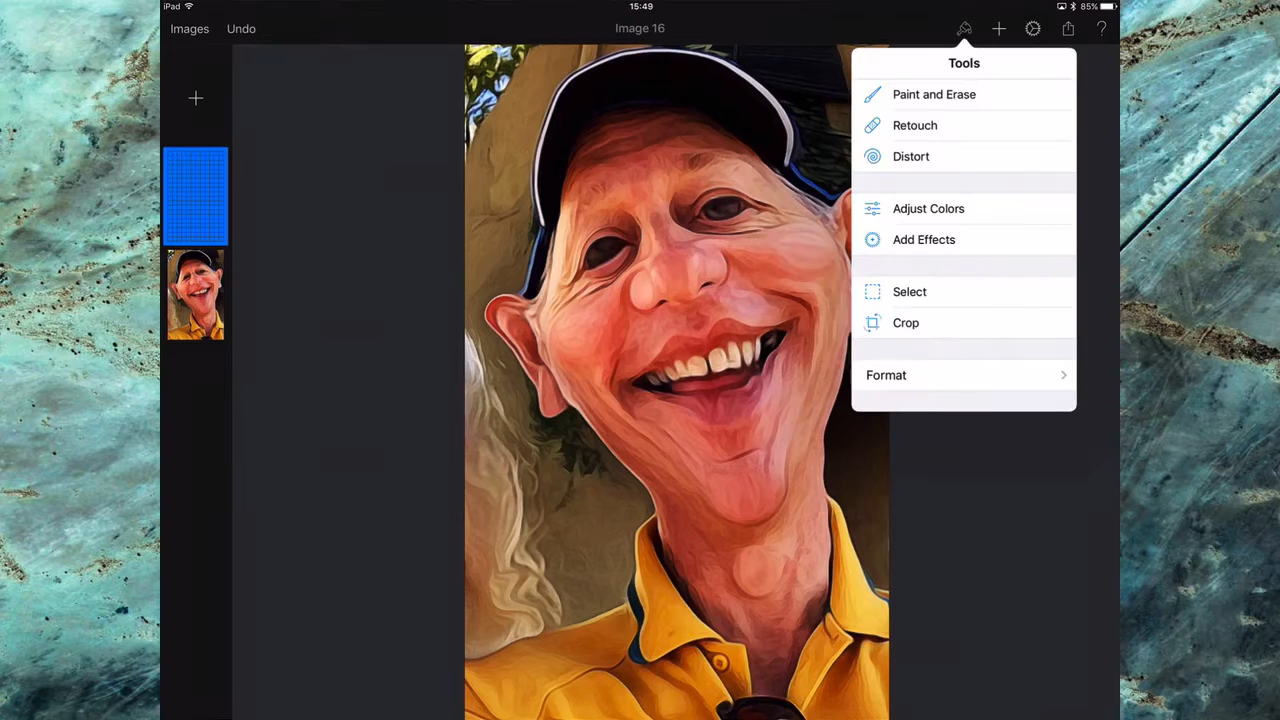 iPad 15:49 85%
Images Undo Image 16 ?
Tools
Paint and Erase
Retouch
Distort
Adjust Colors
Add Effects
Select
Crop
Format